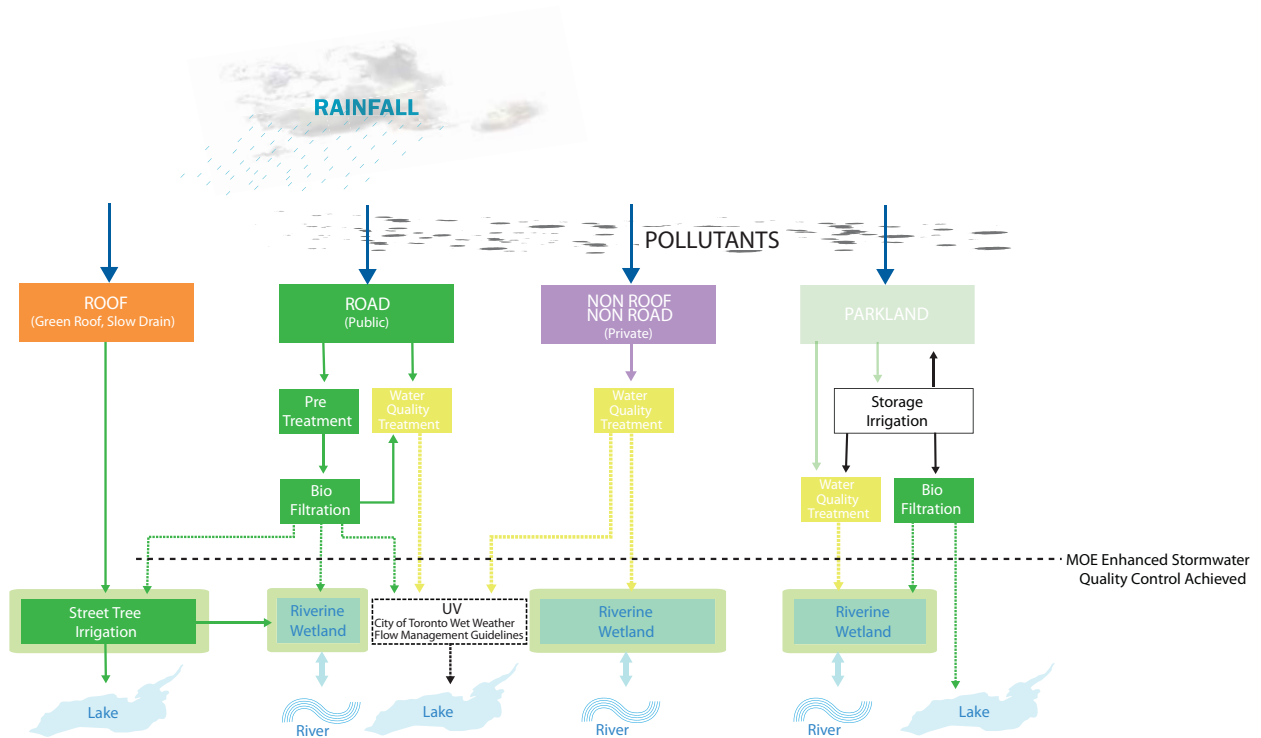 RAINFALL
POLLUTANTS
ROOF
(Green Roof, Slow Drain)
ROAD
(Public)
NON ROOF
NON ROAD
(Private)
PARKLAND
Pre
Treatment
Water
Quality
Treatment
Water
Quality
Treatment
Storage
Irrigation
Bio
Filtration
Water
Quality
Treatment
Bio
Filtration
MOE Enhanced Stormwater
Quality Control Achieved
Street Tree
Irrigation
Riverine
Wetland
UV
City of Toronto Wet Weather
Flow Management Guidelines
Riverine
Wetland
Riverine
Wetland
Lake
River
Lake
River
River
Lake